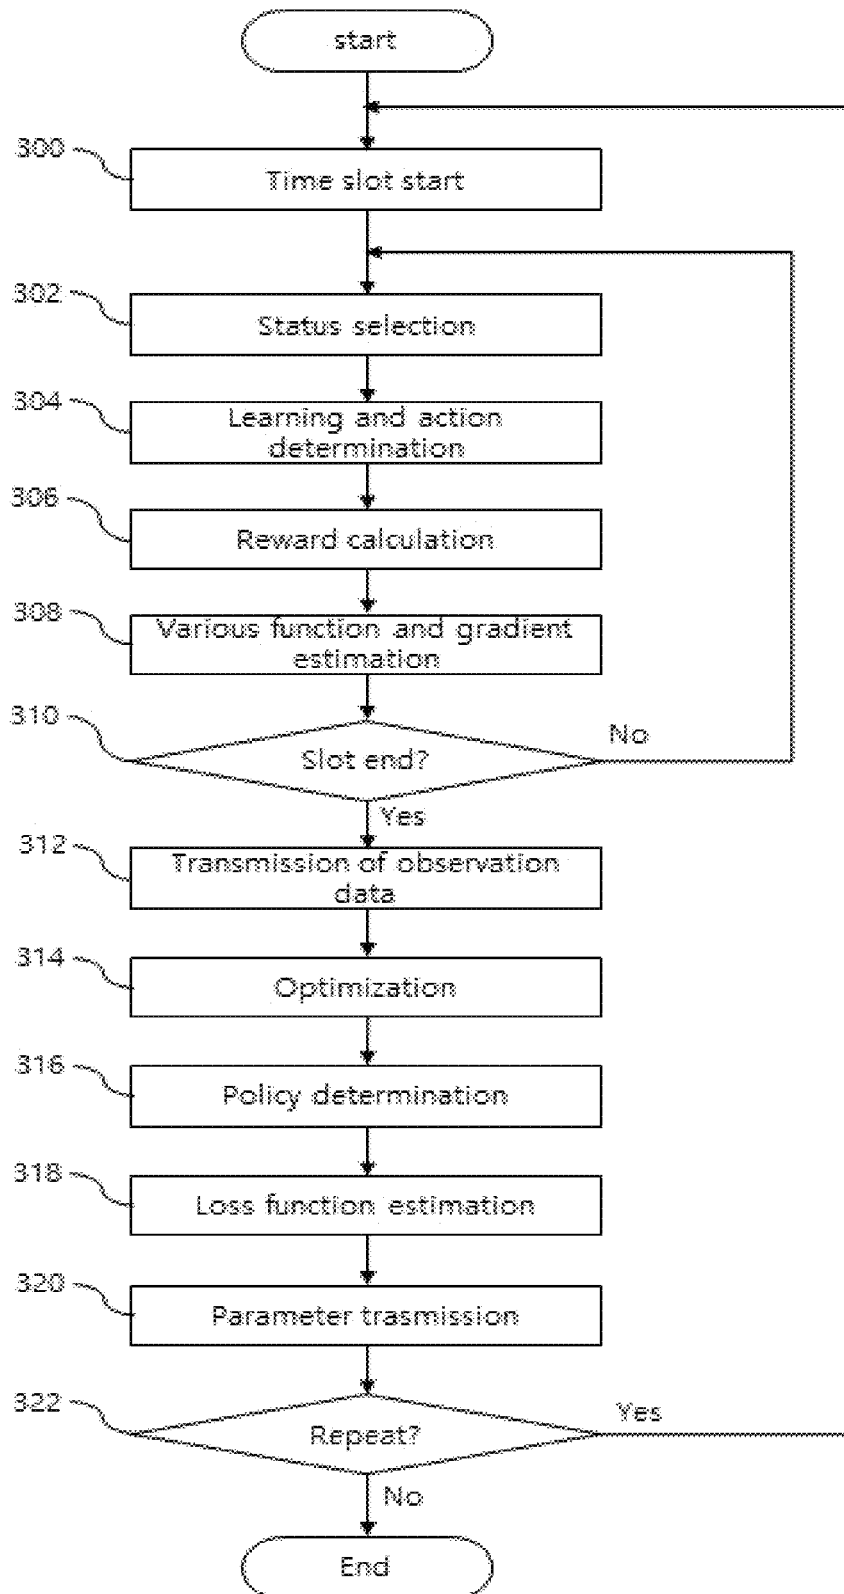 start
300
Time slot start
302
Status selection
304
Learning and action
determination
306
Reward calculation
308
Various function and gradient
estimation
310
Slot end?
No
Yes
312
Transmission of observation
data
314
Optimization
316
Policy determination
318
Loss function estimation
320
Parameter trasmission
322
Repeat?
Yes
No
End